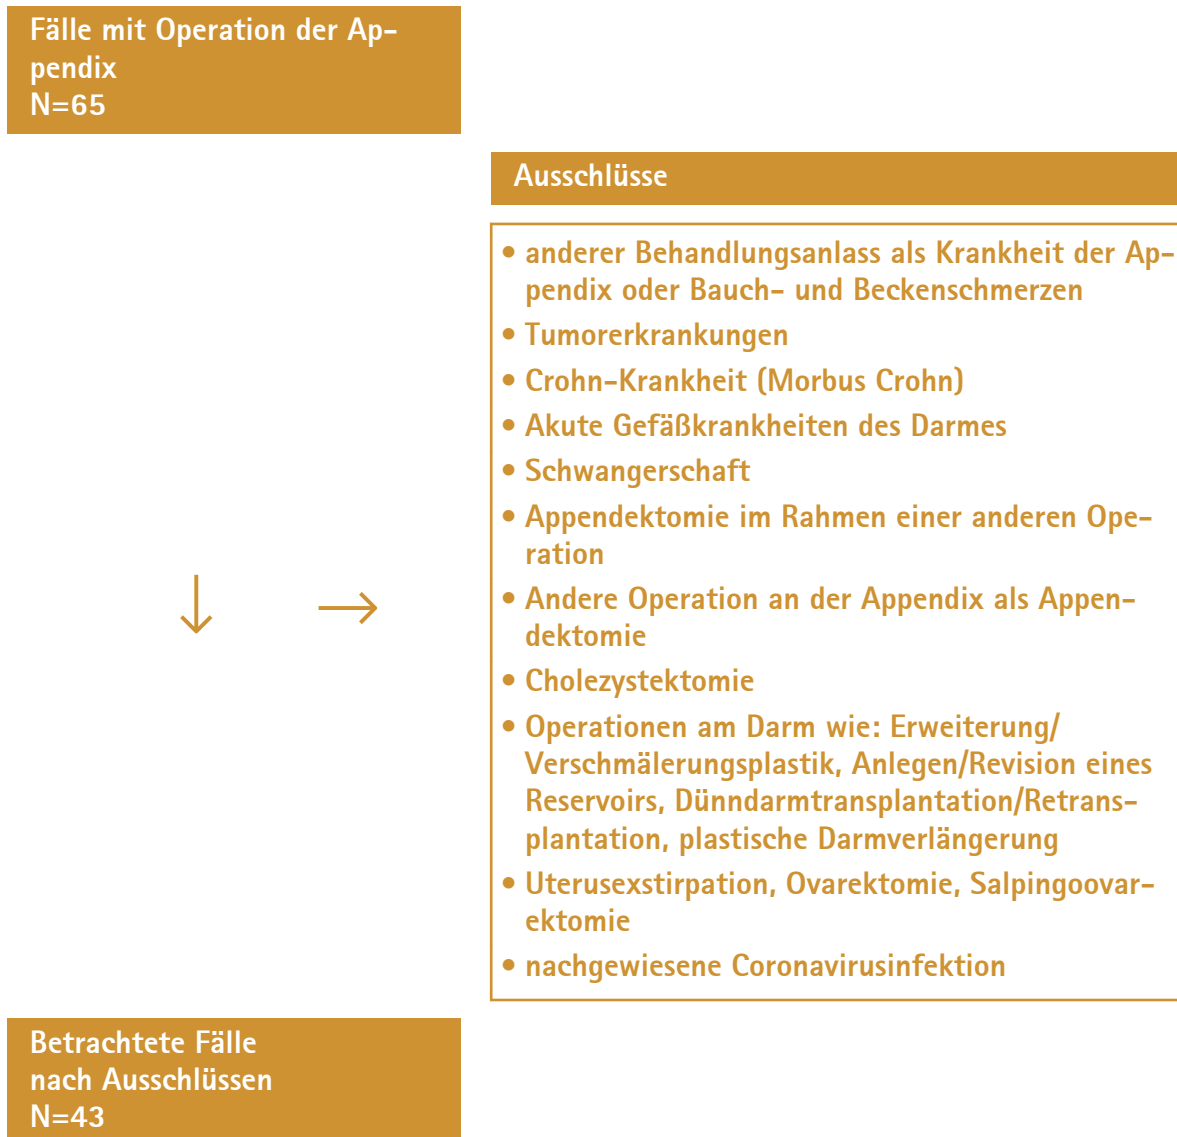 Fälle mit Operation der Ap-
pendix
N=65
Ausschlüsse
• anderer Behandlungsanlass als Krankheit der Ap-
pendix oder Bauch- und Beckenschmerzen
• Tumorerkrankungen
• Crohn-Krankheit (Morbus Crohn)
• Akute Gefäßkrankheiten des Darmes
• Schwangerschaft
• Appendektomie im Rahmen einer anderen Ope-
ration
• Andere Operation an der Appendix als Appen-
dektomie
• Cholezystektomie
• Operationen am Darm wie: Erweiterung/
Verschmälerungsplastik, Anlegen/Revision eines
Reservoirs, Dünndarmtransplantation/Retrans-
plantation, plastische Darmverlängerung
• Uterusexstirpation, Ovarektomie, Salpingoovar-
ektomie
• nachgewiesene Coronavirusinfektion
Betrachtete Fälle
nach Ausschlüssen
N=43